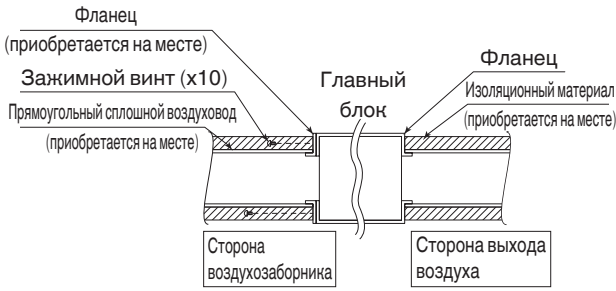 Фланец
(приобретается на месте)
Зажимной винт (x10)
Прямоугольный сплошной воздуховод
(приобретается на месте)
Главный
блок
Фланец
Изоляционный материал
(приобретается на месте)
Сторона
воздухозаборника
Сторона выхода
воздуха